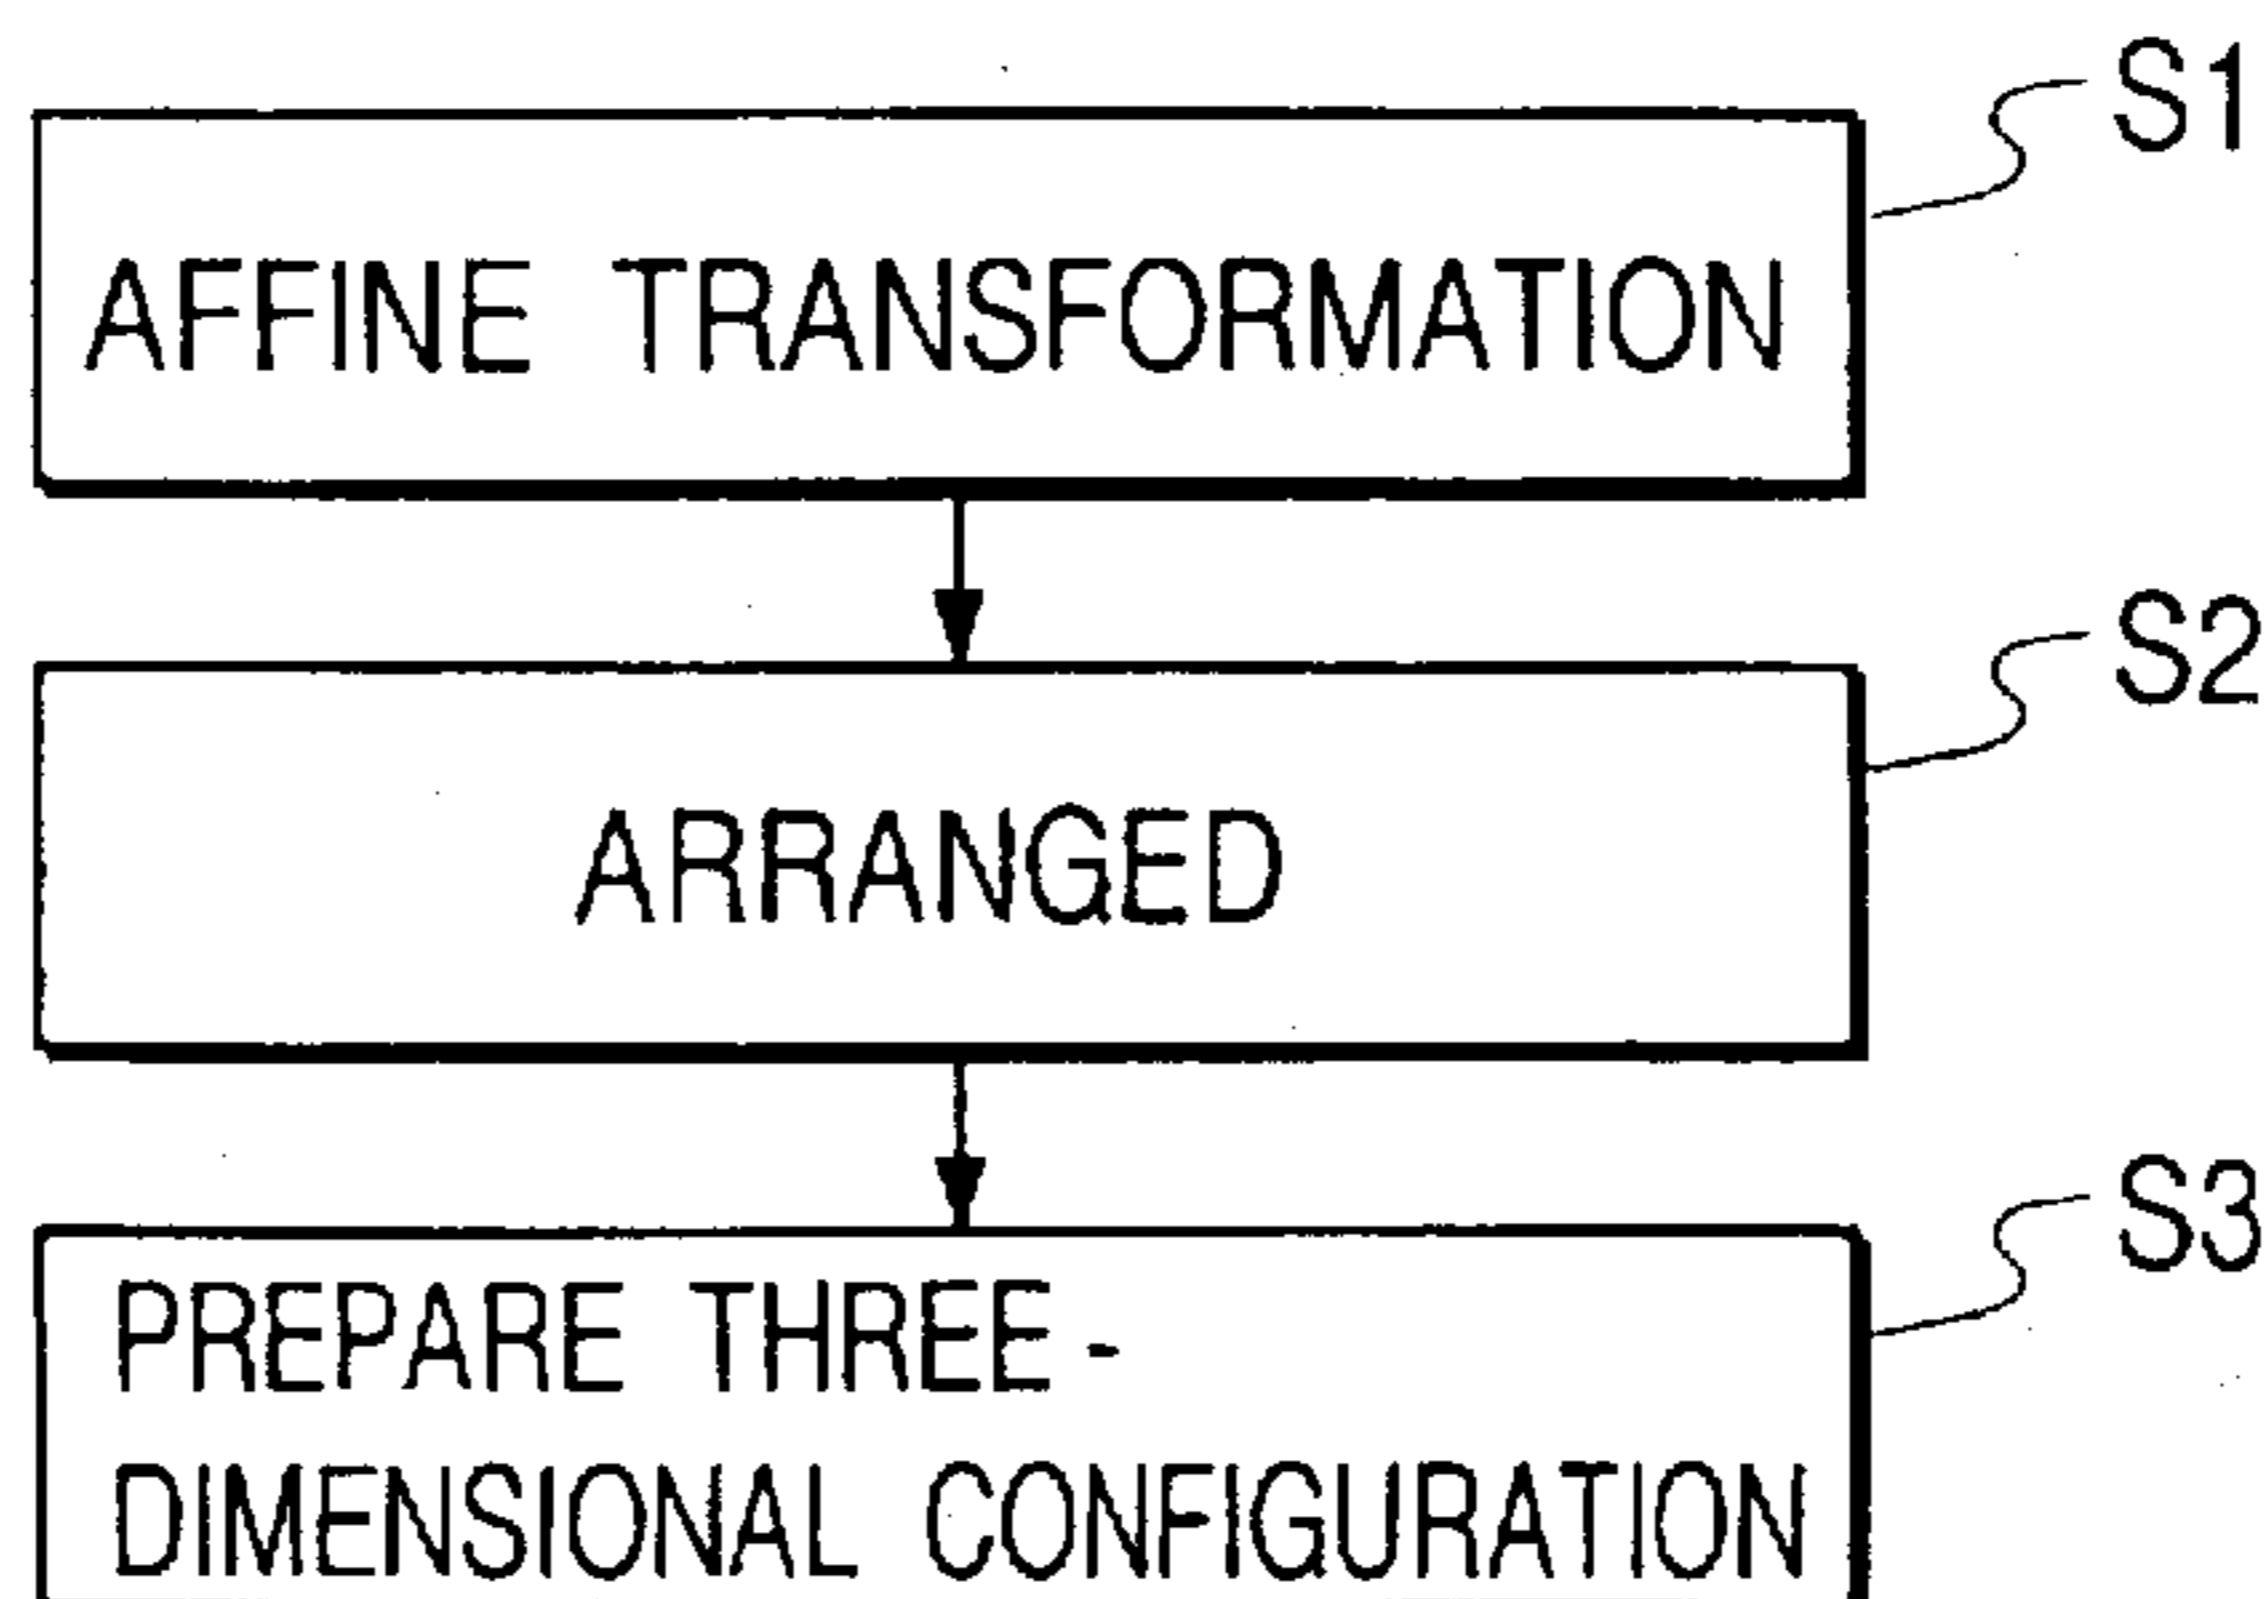 S1
AFFINE TRANSFORMATION
S2
ARRANGED
S3
PREPARE THREE -
DIMENSIONAL CONFIGURATION